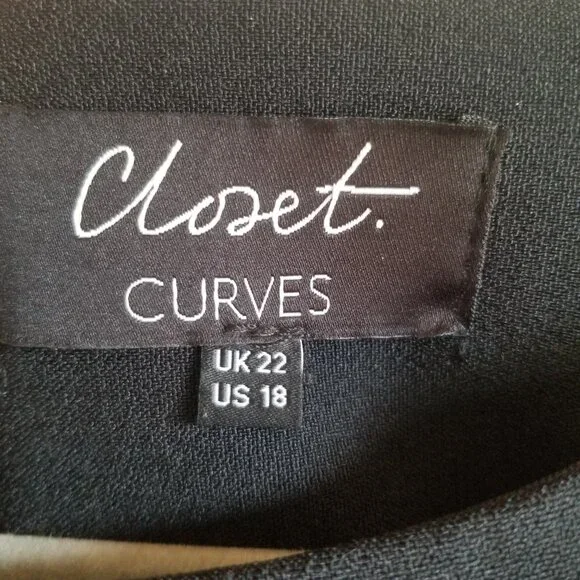 Closet.
CURVES
UK 22
US 18